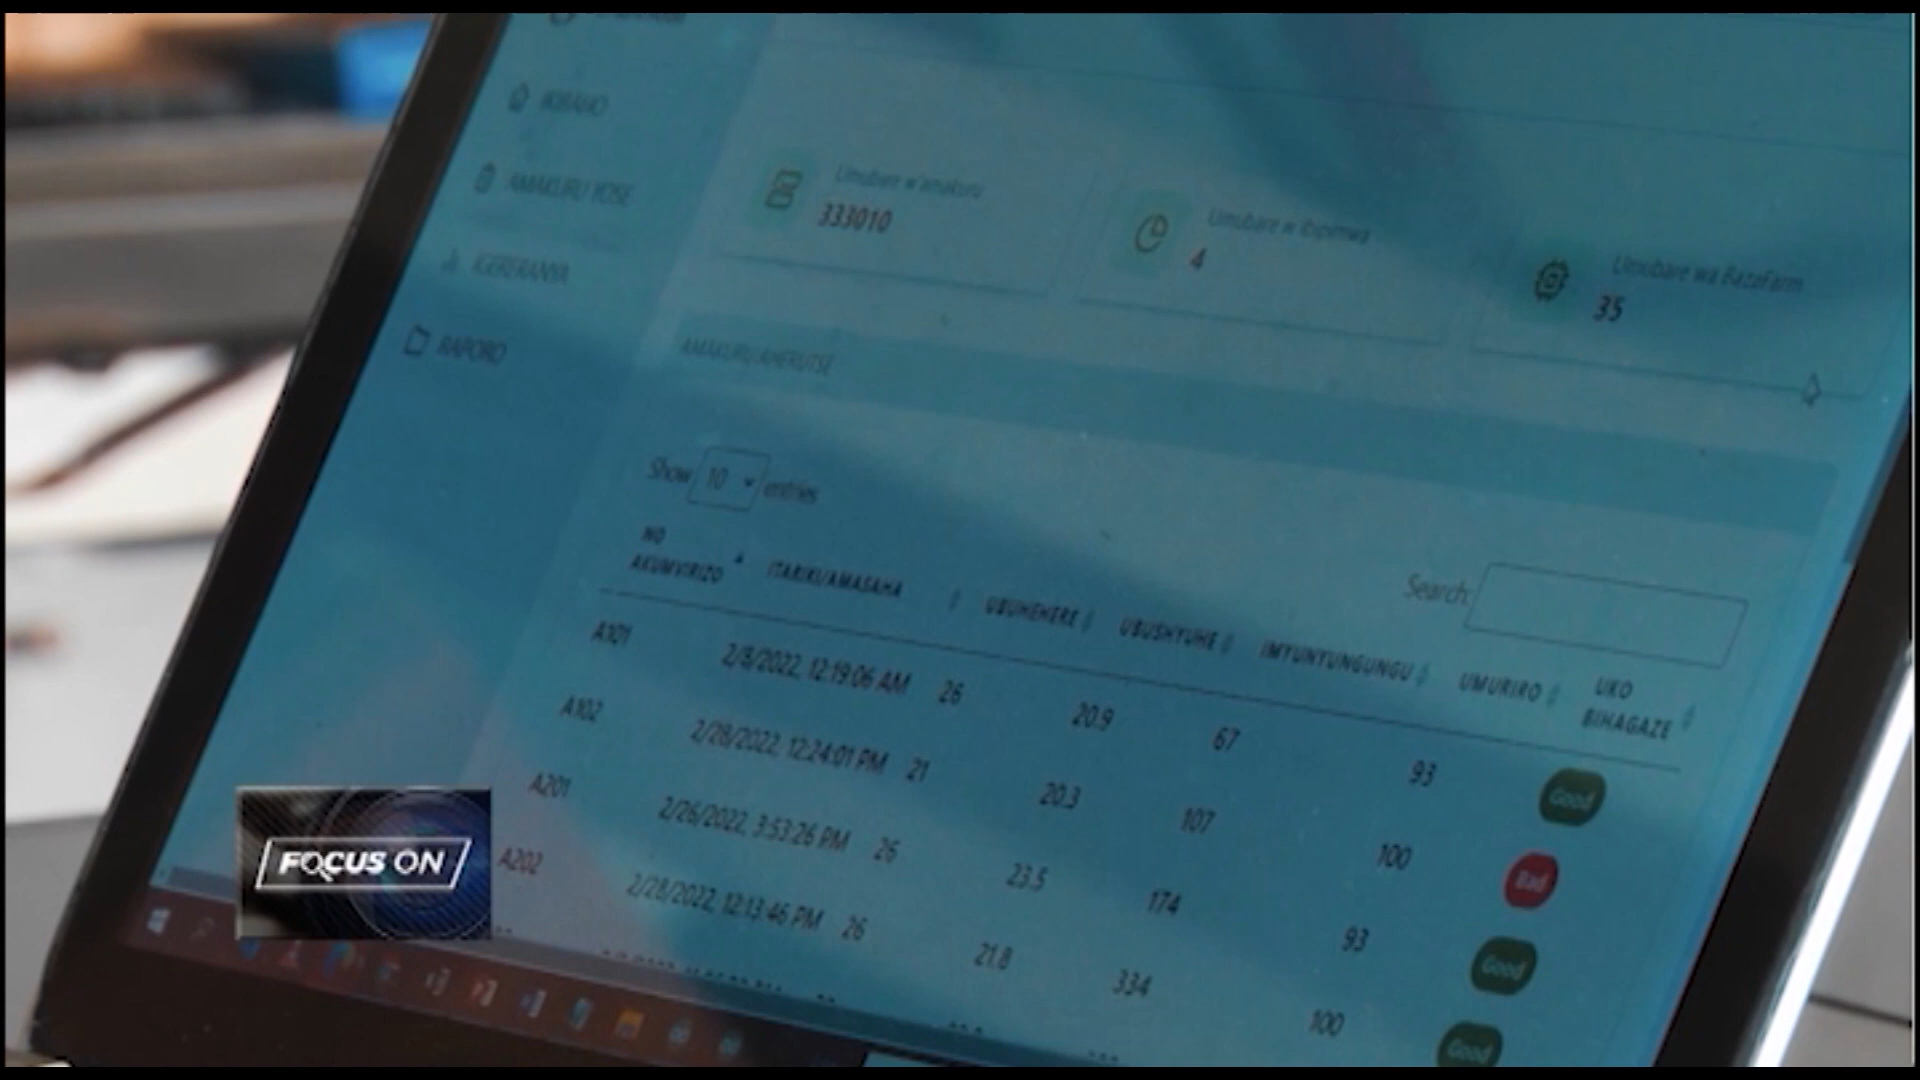 AMAKURU YOSE
IGERERANYA
RAPORO
Umubare w'amakuru
333010
Umubare w'ibipimwa
4
Umubare wa BazaFarm
35
AMAKURU AHERUTSE
Show 10 entries
Search:
NO AKUMVIRIZO
ITARIKI/AMASAHA
UBUHEHERE
UBUSHYUHE
IMYUNYUNGUNGU
UMURIRO
UKO BIHAGAZE
A101 2/8/2022, 12:19:06 AM 26 20.9 67 93 Good
A102 2/28/2022, 12:24:01 PM 21 20.3 107 100 Bad
A201 2/26/2022, 3:53:26 PM 26 23.5 174 93 Good
A202 2/28/2022, 12:13:46 PM 26 21.8 334 100 Good
FOCUS ON